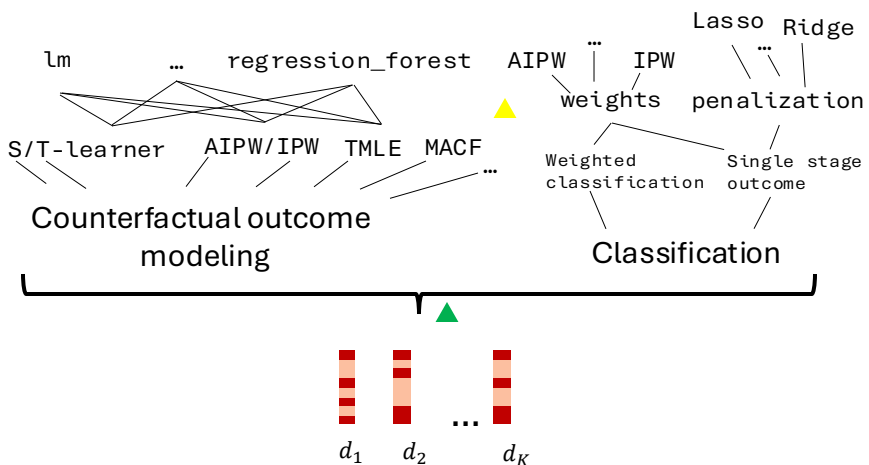 Lasso
Ridge
lm
…
regression_forest
AIPW
…
IPW
…
weights
penalization
S/T-learner
AIPW/IPW
TMLE
MACF
…
Weighted
classification
Single stage
outcome
Counterfactual outcome
modeling
Classification
d₁
d₂
…
d_K